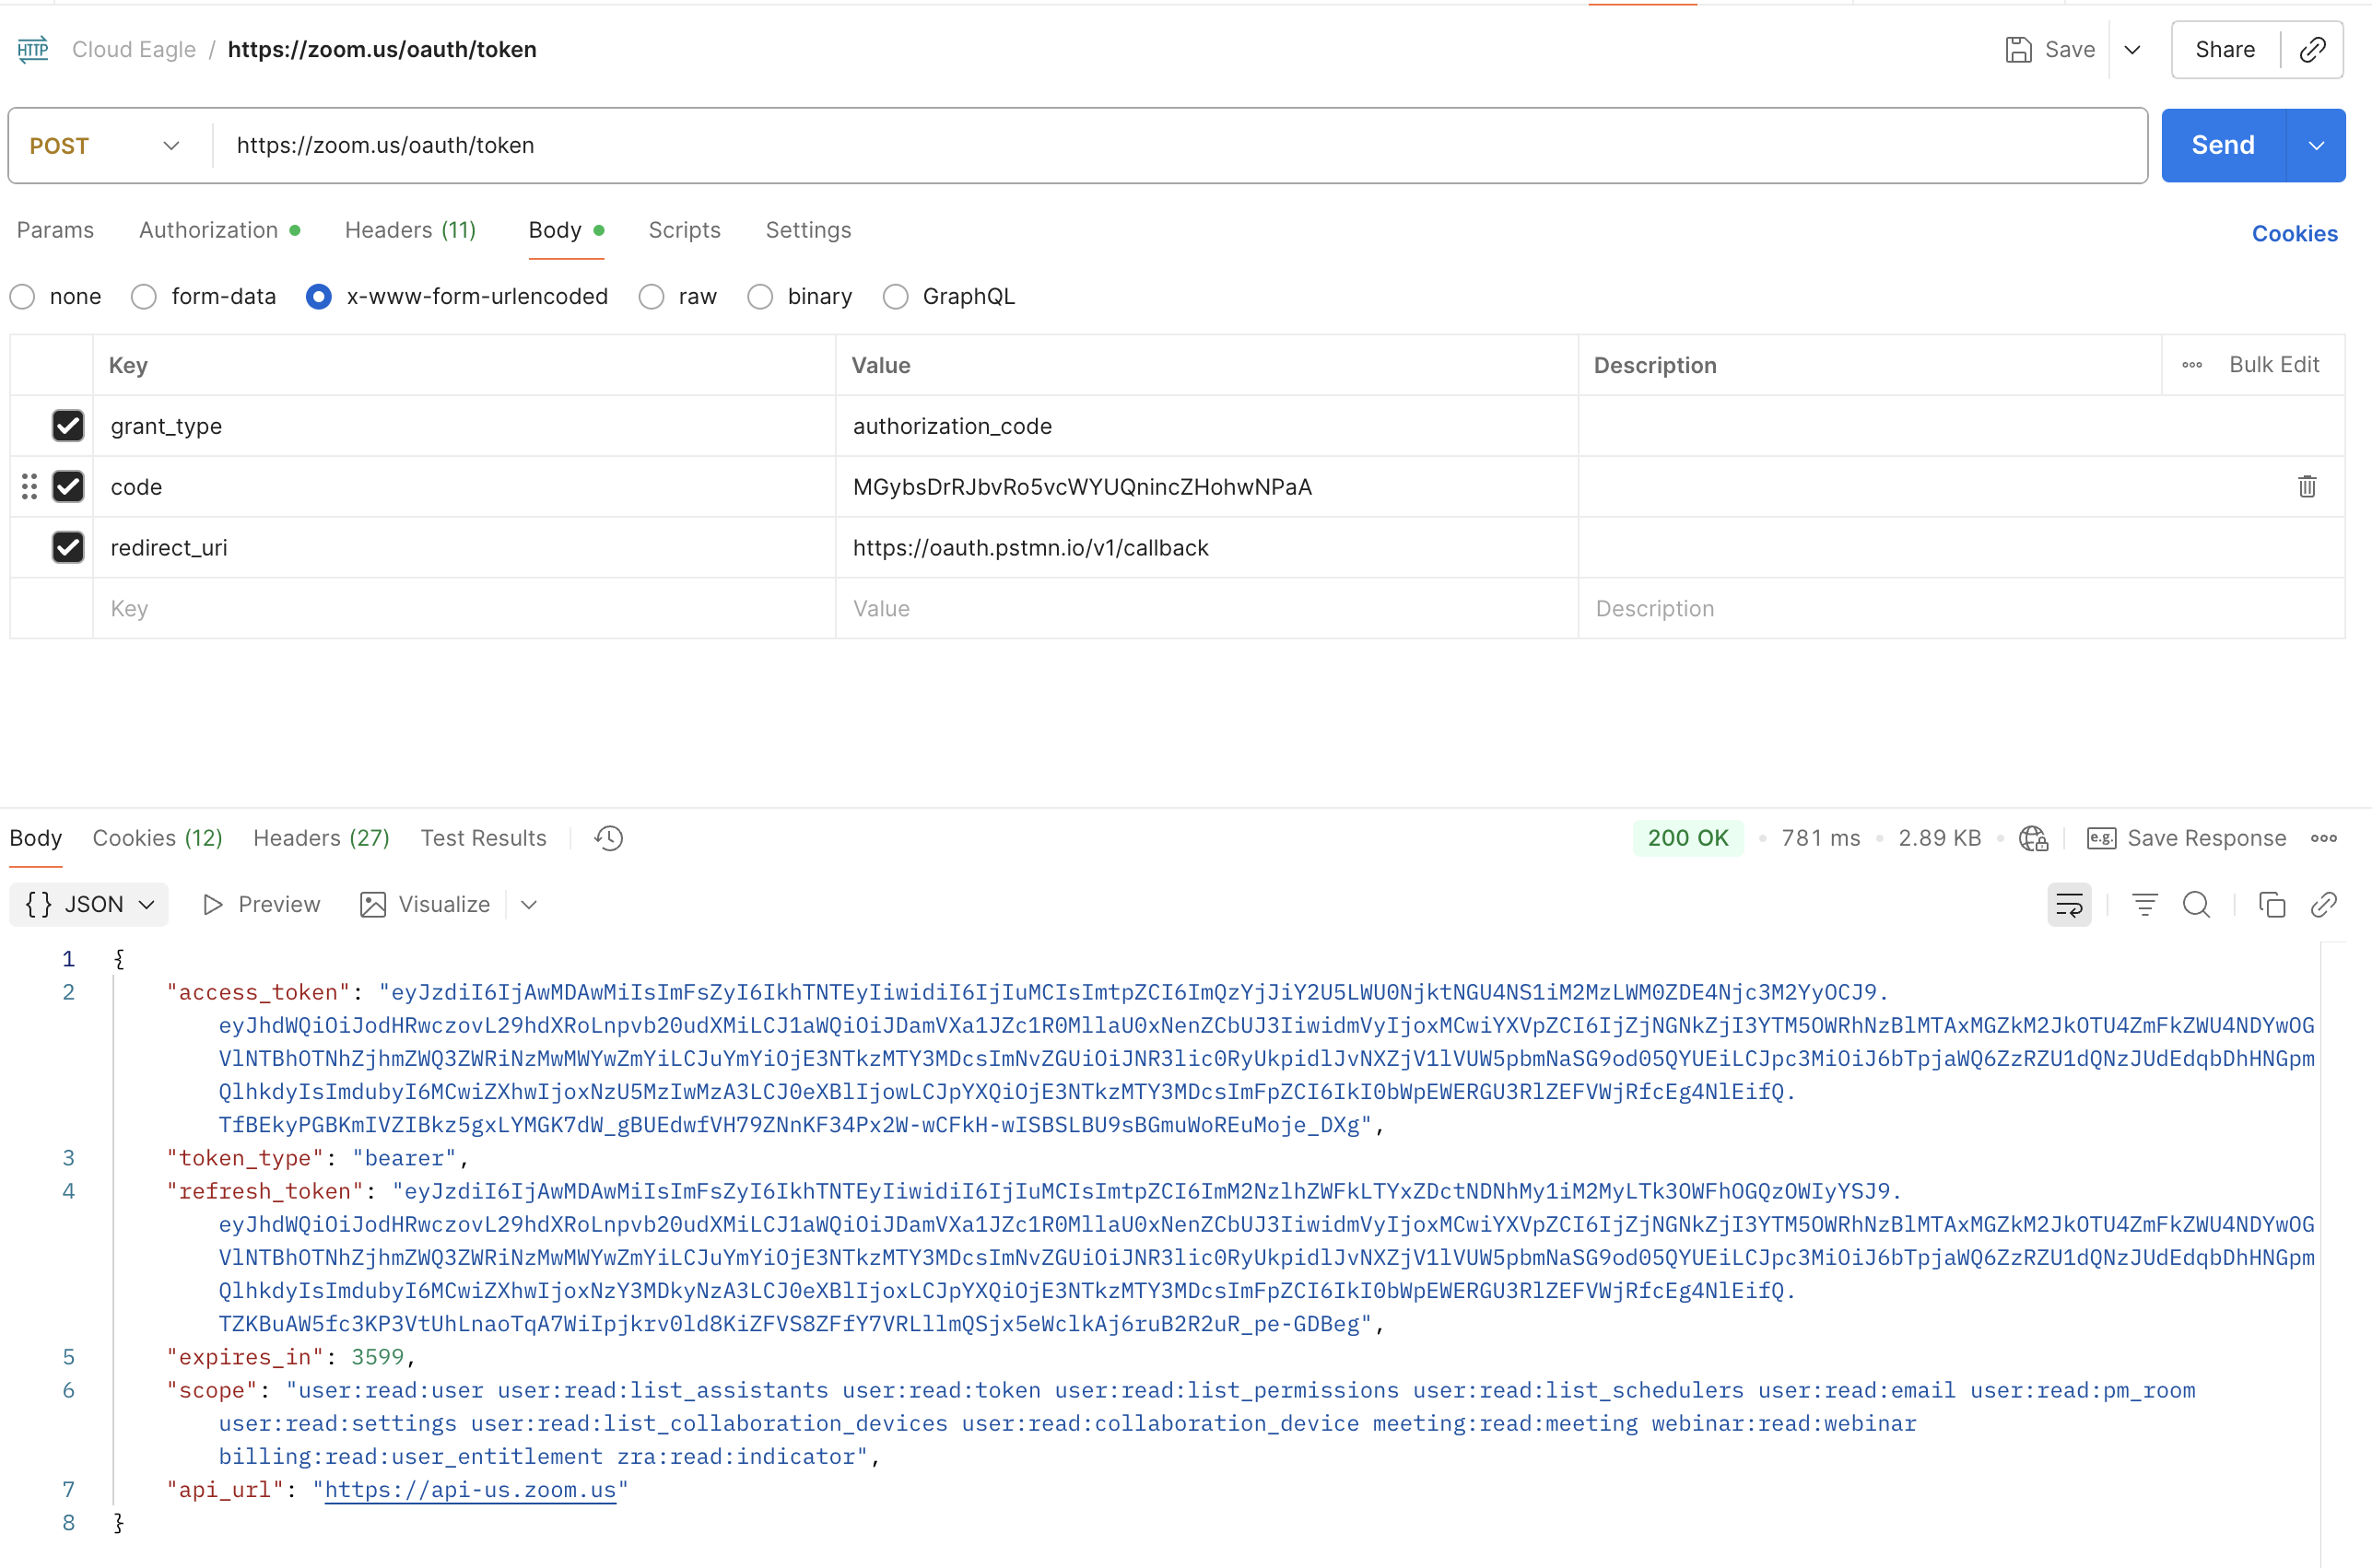 HTTP Cloud Eagle / https://zoom.us/oauth/token Save Share
POST https://zoom.us/oauth/token Send
Params Authorization Headers (11) Body Scripts Settings Cookies
none form-data x-www-form-urlencoded raw binary GraphQL
Key Value Description Bulk Edit
grant_type authorization_code
code MGybsDrRJbvRo5vcWYUQnincZHohwNPaA
redirect_uri https://oauth.pstmn.io/v1/callback
Key Value Description
Body Cookies (12) Headers (27) Test Results 200 OK • 781 ms • 2.89 KB • e.g. Save Response
{} JSON Preview Visualize
1 {
2 "access_token": "eyJzdiI6IjAwMDAwMiIsImFsZyI6IkhTNTEyIiwidiI6IjIuMCIsImtpZCI6ImQzYjJiY2U5LWU0NjktNGU4NS1iM2MzLWM0ZDE4Njc3M2YyOCJ9.
eyJhdWQiOiJodHRwczovL29hdXRoLnpvb20udXMiLCJ1aWQiOiJDamVXa1JZc1R0MllaU0xNenZCbUJ3IiwidmVyIjoxMCwiYXVpZCI6IjZjNGNkZjI3YTM5OWRhNzBlMTAxMGZkM2JkOTU4ZmFkZWU4NDYwOG
VlNTBhOTNhZjhmZWQ3ZWRiNzMwMWYwZmYiLCJuYmYiOjE3NTkzMTY3MDcsImNvZGUiOiJNR3lic0RyUkpidlJvNXZjV1lVUW5pbmNaSG9od05QYUEiLCJpc3MiOiJ6bTpjaWQ6ZzRZU1dQNzJUdEdqbDhHNGpm
QlhkdyIsImdubyI6MCwiZXhwIjoxNzU5MzIwMzA3LCJ0eXBlIjowLCJpYXQiOjE3NTkzMTY3MDcsImFpZCI6IkI0bWpEWERGU3RlZEFVWjRfcEg4NlEifQ.
TfBEkyPGBKmIVZIBkz5gxLYMGK7dW_gBUEdwfVH79ZNnKF34Px2W-wCFkH-wISBSLBU9sBGmuWoREuMoje_DXg",
3 "token_type": "bearer",
4 "refresh_token": "eyJzdiI6IjAwMDAwMiIsImFsZyI6IkhTNTEyIiwidiI6IjIuMCIsImtpZCI6ImM2NzlhZWFkLTYxZDctNDNhMy1iM2MyLTk3OWFhOGQzOWIyYSJ9.
eyJhdWQiOiJodHRwczovL29hdXRoLnpvb20udXMiLCJ1aWQiOiJDamVXa1JZc1R0MllaU0xNenZCbUJ3IiwidmVyIjoxMCwiYXVpZCI6IjZjNGNkZjI3YTM5OWRhNzBlMTAxMGZkM2JkOTU4ZmFkZWU4NDYwOG
VlNTBhOTNhZjhmZWQ3ZWRiNzMwMWYwZmYiLCJuYmYiOjE3NTkzMTY3MDcsImNvZGUiOiJNR3lic0RyUkpidlJvNXZjV1lVUW5pbmNaSG9od05QYUEiLCJpc3MiOiJ6bTpjaWQ6ZzRZU1dQNzJUdEdqbDhHNGpm
QlhkdyIsImdubyI6MCwiZXhwIjoxNzY3MDkyNzA3LCJ0eXBlIjoxLCJpYXQiOjE3NTkzMTY3MDcsImFpZCI6IkI0bWpEWERGU3RlZEFVWjRfcEg4NlEifQ.
TZKBuAW5fc3KP3VtUhLnaoTqA7WiIpjkrv0ld8KiZFVS8ZFfY7VRLllmQSjx5eWclkAj6ruB2R2uR_pe-GDBeg",
5 "expires_in": 3599,
6 "scope": "user:read:user user:read:list_assistants user:read:token user:read:list_permissions user:read:list_schedulers user:read:email user:read:pm_room
user:read:settings user:read:list_collaboration_devices user:read:collaboration_device meeting:read:meeting webinar:read:webinar
billing:read:user_entitlement zra:read:indicator",
7 "api_url": "https://api-us.zoom.us"
8 }